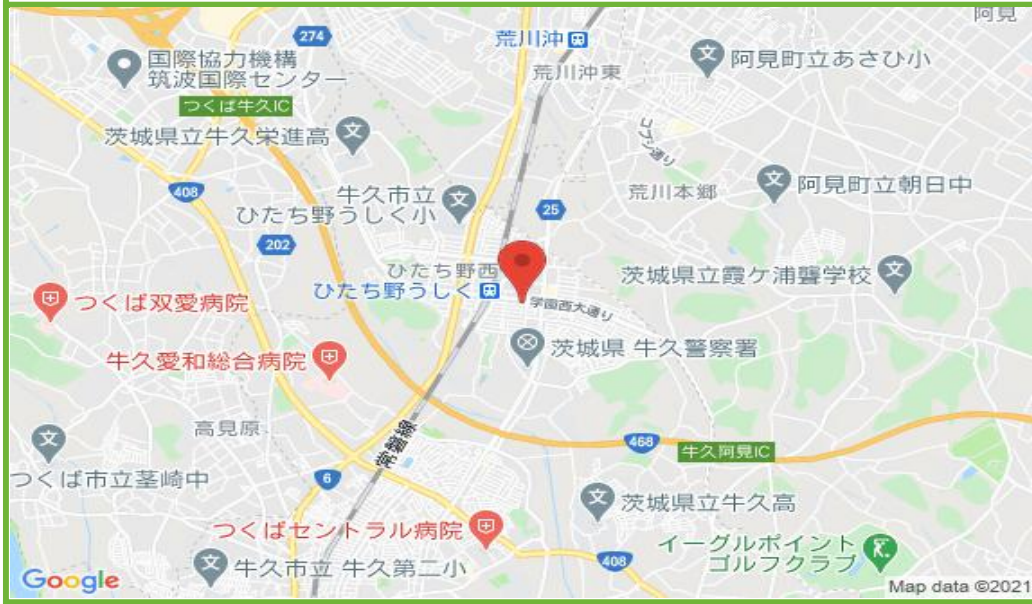 阿見
274
荒川沖
国際協力機構
筑波国際センター
荒川沖東
阿見町立あさひ小
つくば牛久IC
茨城県立牛久栄進高
コブシ通り
408
牛久市立
ひたち野うしく小
25
荒川本郷
阿見町立朝日中
202
ひたち野西
ひたち野うしく
茨城県立霞ケ浦聾学校
つくば双愛病院
学園西大通り
牛久愛和総合病院
茨城県 牛久警察署
高見原
常磐線
468
牛久阿見IC
つくば市立茎崎中
6
茨城県立牛久高
つくばセントラル病院
イーグルポイント
ゴルフクラブ
408
牛久市立 牛久第二小
Google
Map data ©2021